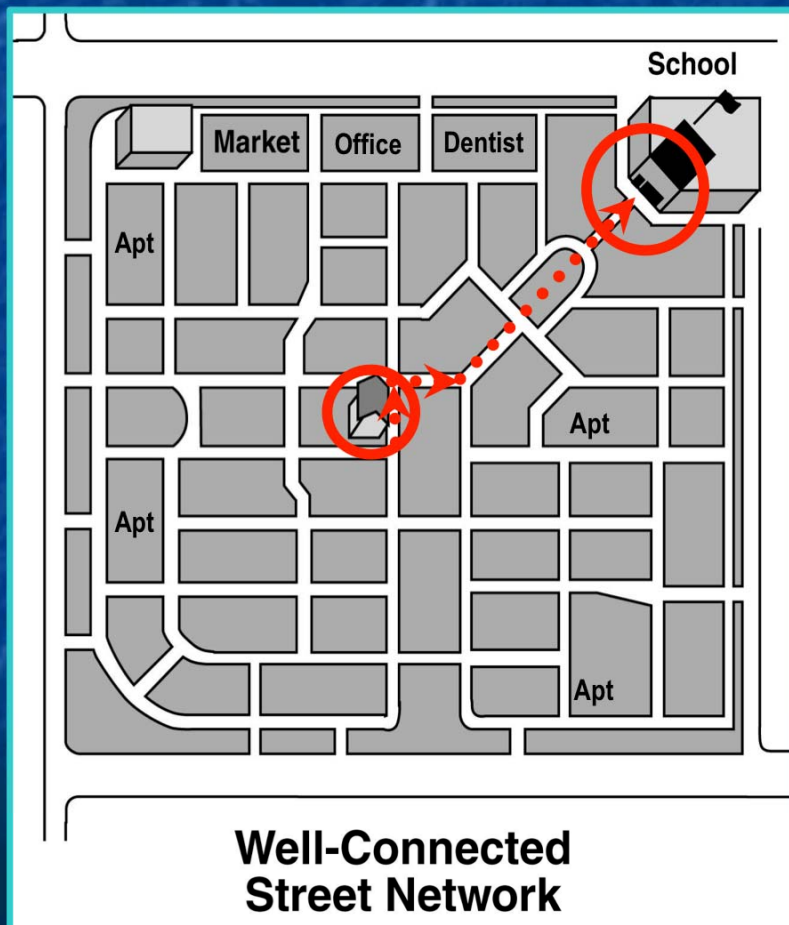 School
Market
Office
Dentist
Apt
Apt
Apt
Apt
Well-Connected
Street Network